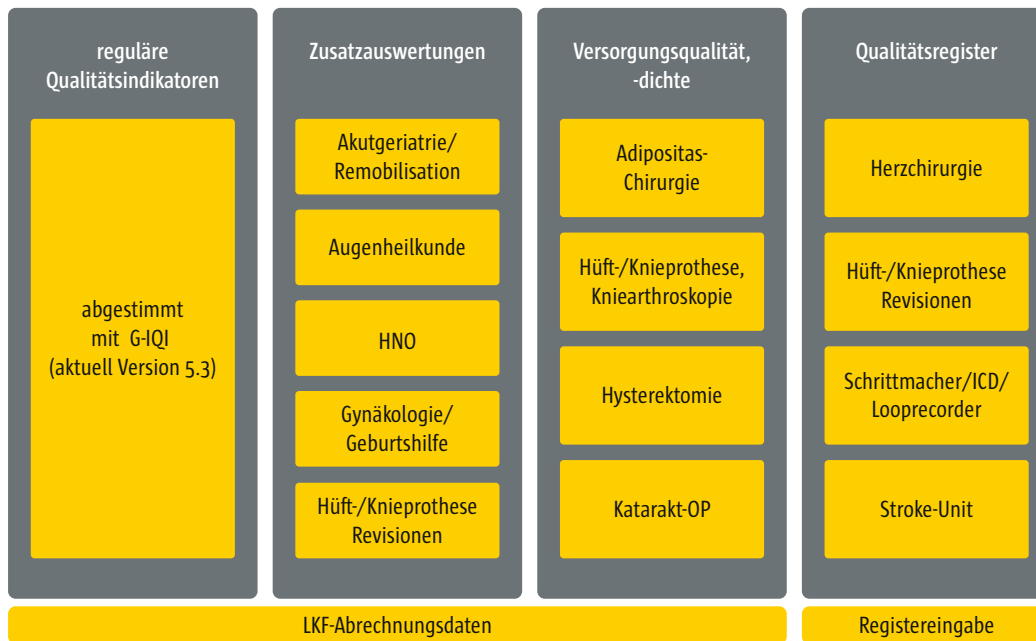 reguläre
Qualitätsindikatoren
abgestimmt
mit G-IQI
(aktuell Version 5.3)
Zusatzauswertungen
Akutgeriatrie/
Remobilisation
Augenheilkunde
HNO
Gynäkologie/
Geburtshilfe
Hüft-/Knieprothese
Revisionen
Versorgungsqualität,
-dichte
Adipositas-
Chirurgie
Hüft-/Knieprothese,
Kniearthroskopie
Hysterektomie
Katarakt-OP
Qualitätsregister
Herzchirurgie
Hüft-/Knieprothese
Revisionen
Schrittmacher/ICD/
Looprecorder
Stroke-Unit
LKF-Abrechnungsdaten
Registereingabe